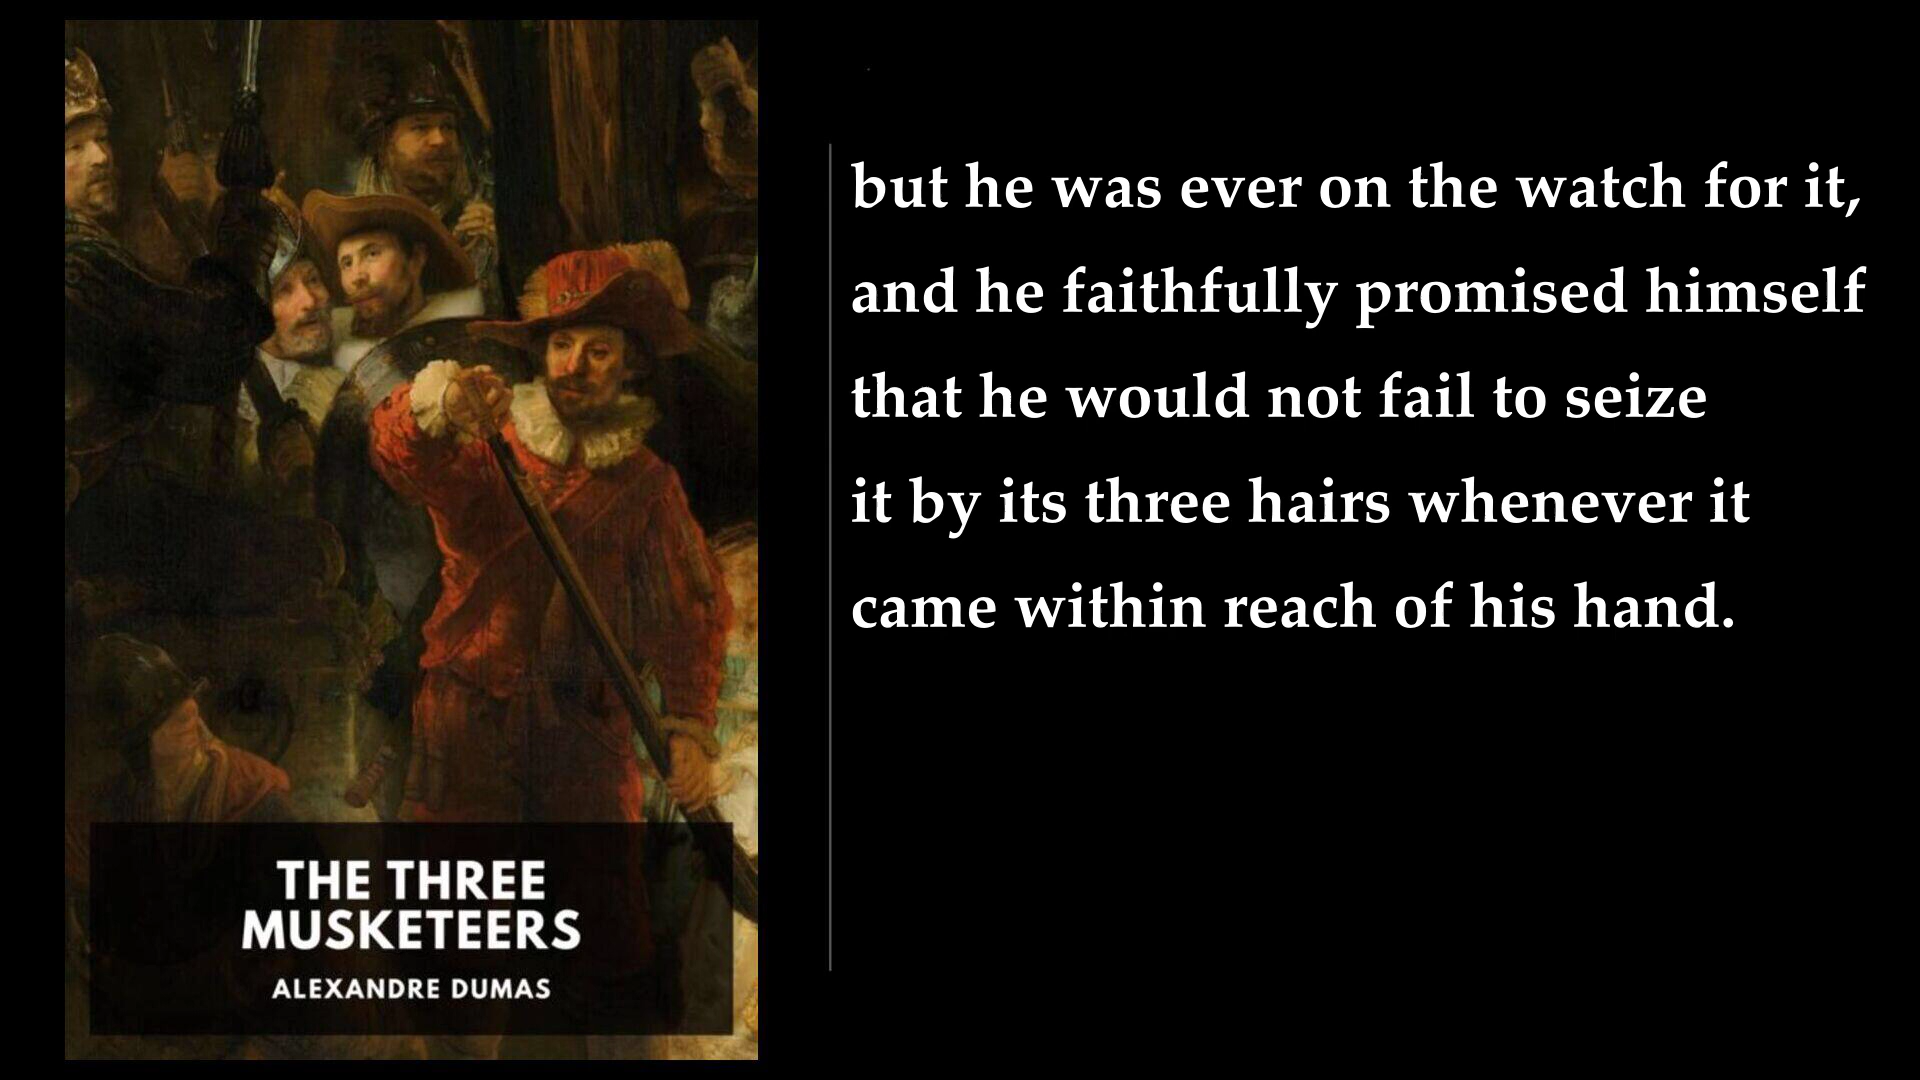 THE THREE
MUSKETEERS
ALEXANDRE DUMAS
but he was ever on the watch for it,
and he faithfully promised himself
that he would not fail to seize
it by its three hairs whenever it
came within reach of his hand.